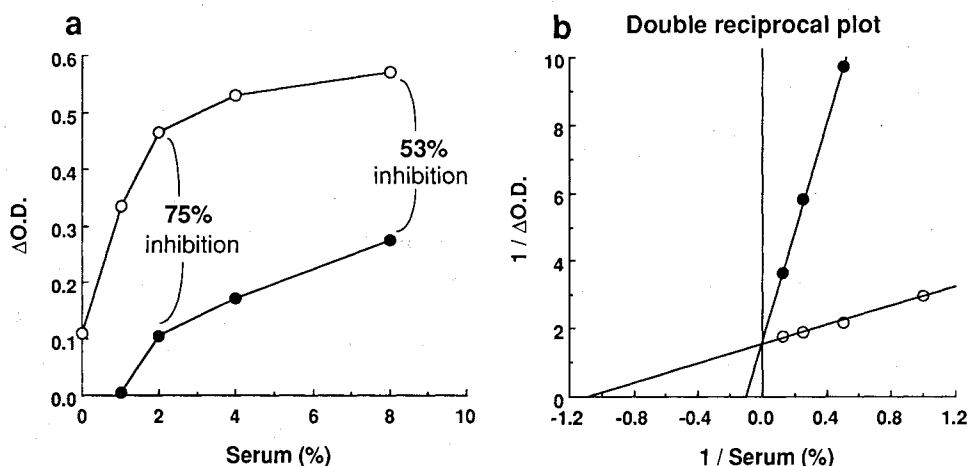 a
0.6
0.5
0.4
0.3
0.2
0.1
0.0
ΔO.D.
75%
inhibition
53%
inhibition
0 2 4 6 8 10
Serum (%)
b Double reciprocal plot
10
8
6
4
2
0
1 / ΔO.D.
-1.2 -0.8 -0.4 0.0 0.4 0.8 1.2
1 / Serum (%)